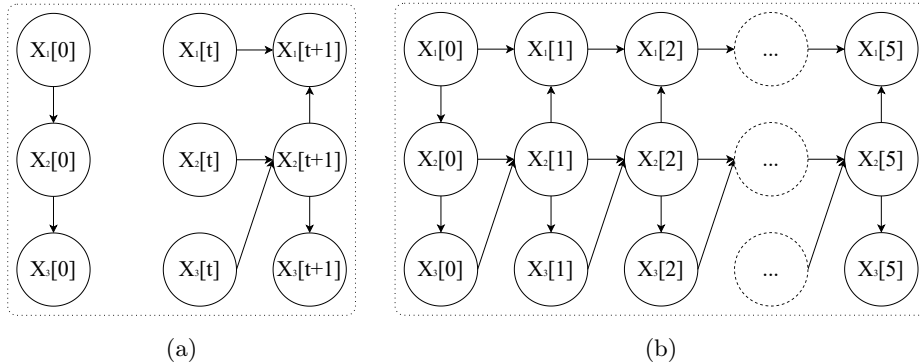 X₁[0] X₁[t] X₁[t+1] X₁[0] X₁[1] X₁[2] ... X₁[5]
X₂[0] X₂[t] X₂[t+1] X₂[0] X₂[1] X₂[2] ... X₂[5]
X₃[0] X₃[t] X₃[t+1] X₃[0] X₃[1] X₃[2] ... X₃[5]
(a) (b)